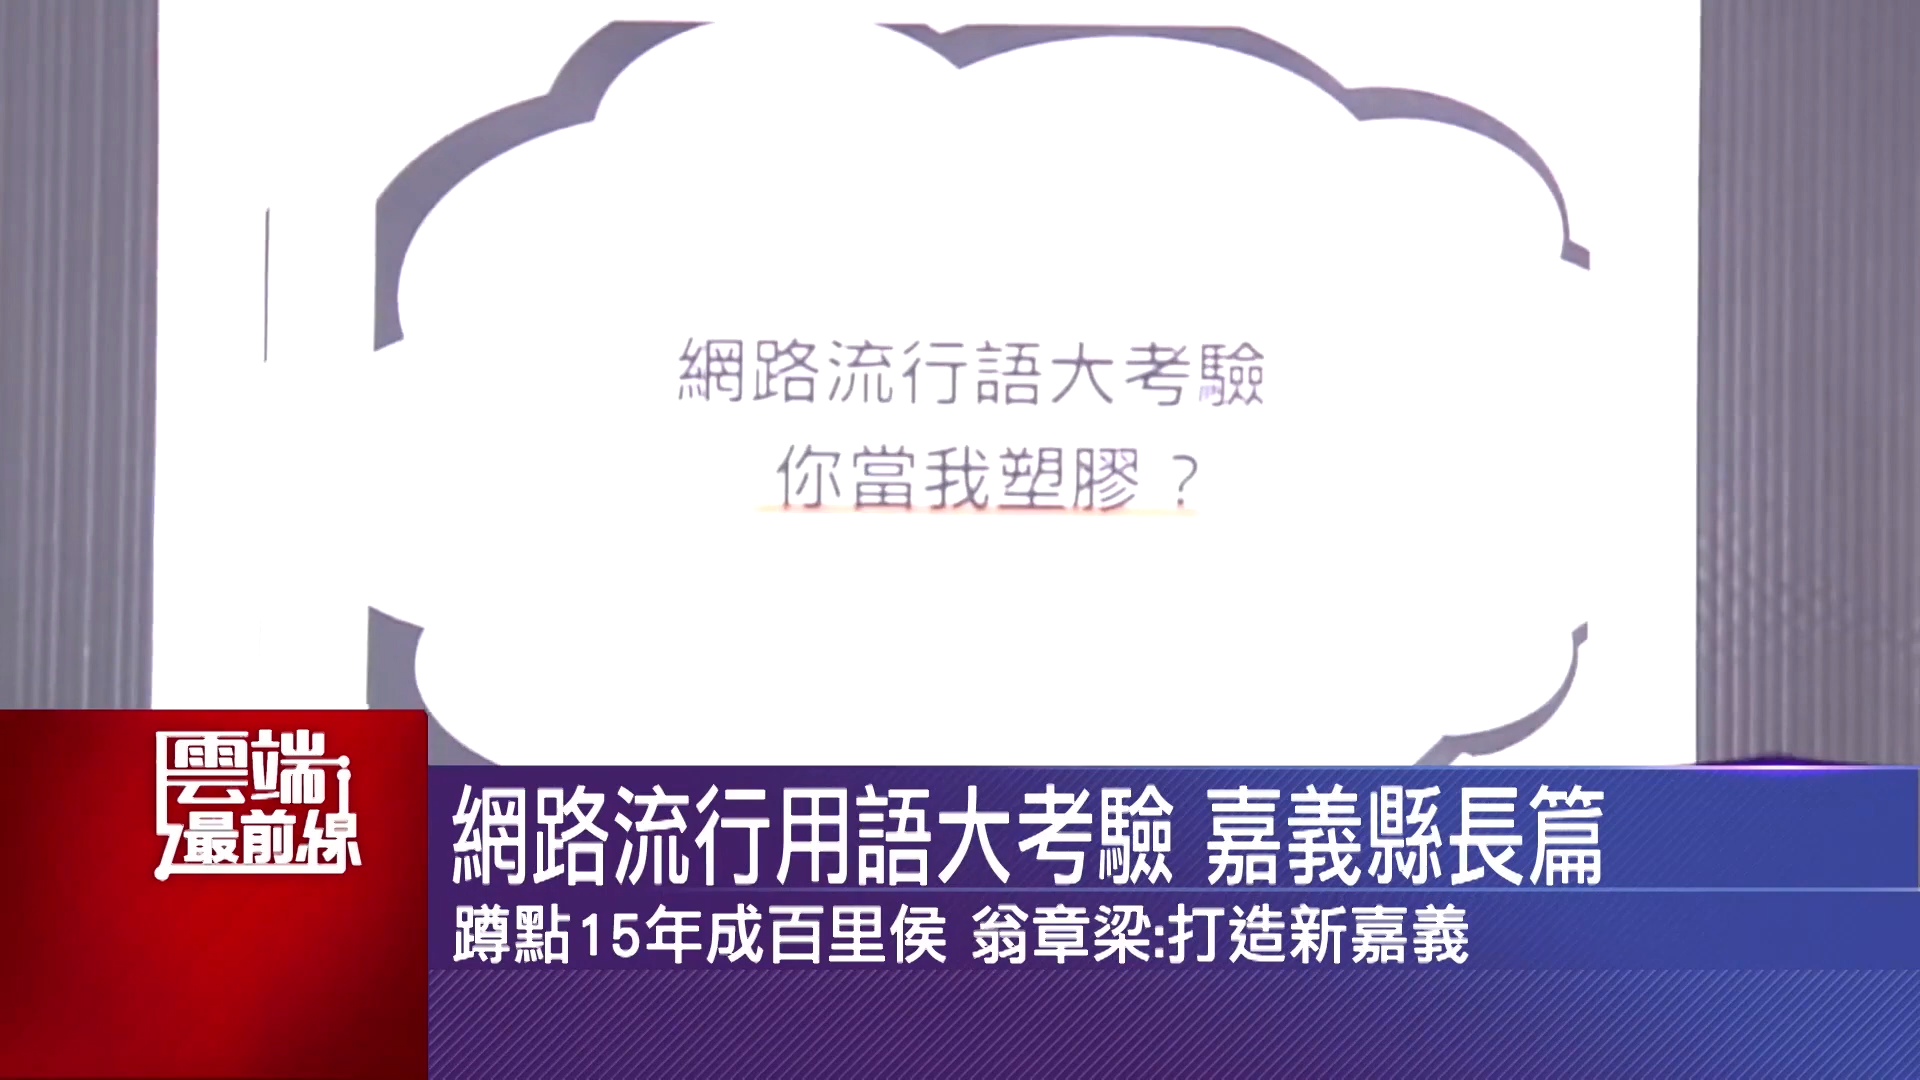 網路流行語大考驗
你當我塑膠?
雲端
最前線
網路流行用語大考驗 嘉義縣長篇
蹲點15年成百里侯 翁章梁:打造新嘉義